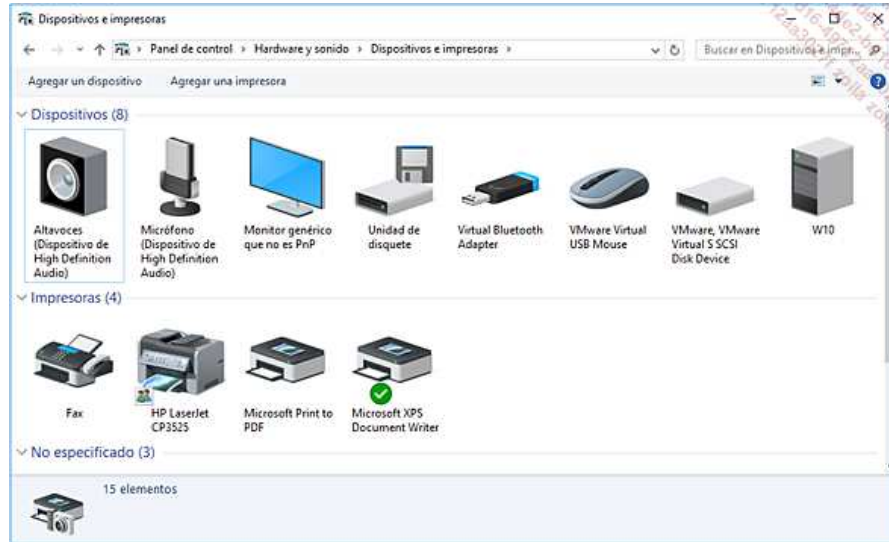 Dispositivos e impresoras
Panel de control > Hardware y sonido > Dispositivos e impresoras >
Buscar en Dispositivos e impr...
Agregar un dispositivo Agregar una impresora
Dispositivos (8)
Altavoces
(Dispositivo de
High Definition
Audio)
Micrófono
(Dispositivo de
High Definition
Audio)
Monitor genérico
que no es PnP
Unidad de
disquete
Virtual Bluetooth
Adapter
VMware Virtual
USB Mouse
VMware, VMware
Virtual S SCSI
Disk Device
W10
Impresoras (4)
Fax
HP LaserJet
CP3525
Microsoft Print to
PDF
Microsoft XPS
Document Writer
No especificado (3)
15 elementos